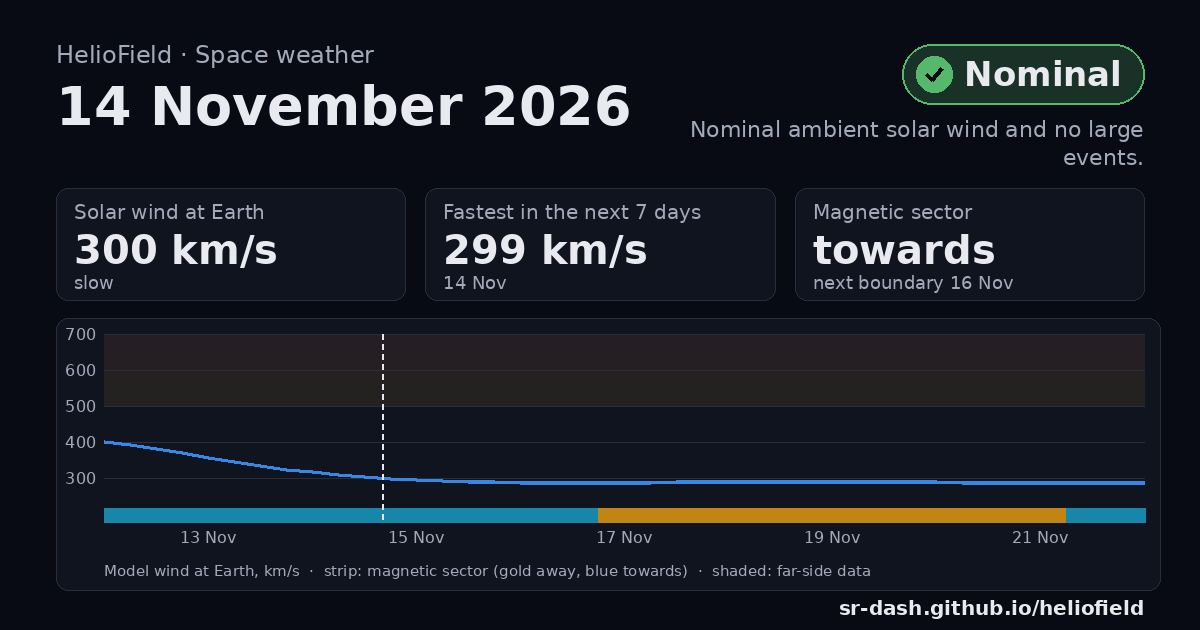 HelioField · Space weather
14 November 2026
Nominal
Nominal ambient solar wind and no large
events.
Solar wind at Earth
300 km/s
slow
Fastest in the next 7 days
299 km/s
14 Nov
Magnetic sector
towards
next boundary 16 Nov
700
600
500
400
300
13 Nov
15 Nov
17 Nov
19 Nov
21 Nov
Model wind at Earth, km/s · strip: magnetic sector (gold away, blue towards) · shaded: far-side data
sr-dash.github.io/heliofield